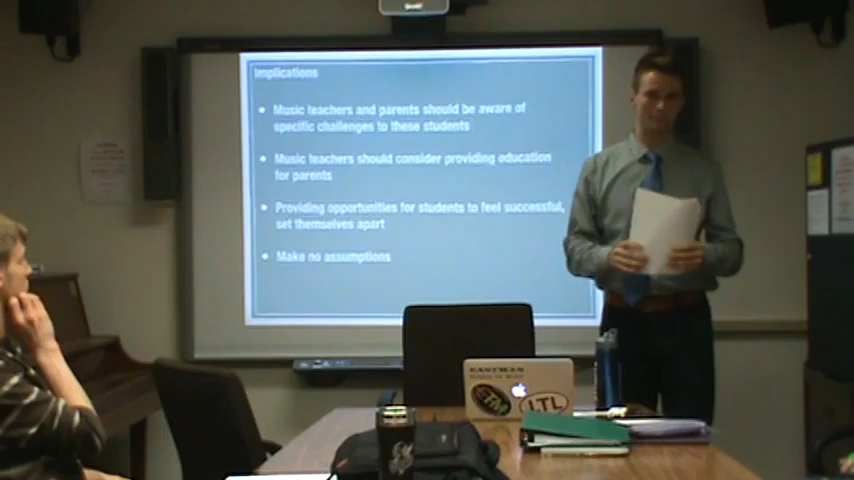 Implications
• Music teachers and parents should be aware of
specific challenges to these students
• Music teachers should consider providing education
for parents
• Providing opportunities for students to feel successful,
set themselves apart
• Make no assumptions
EASTMAN
LTL